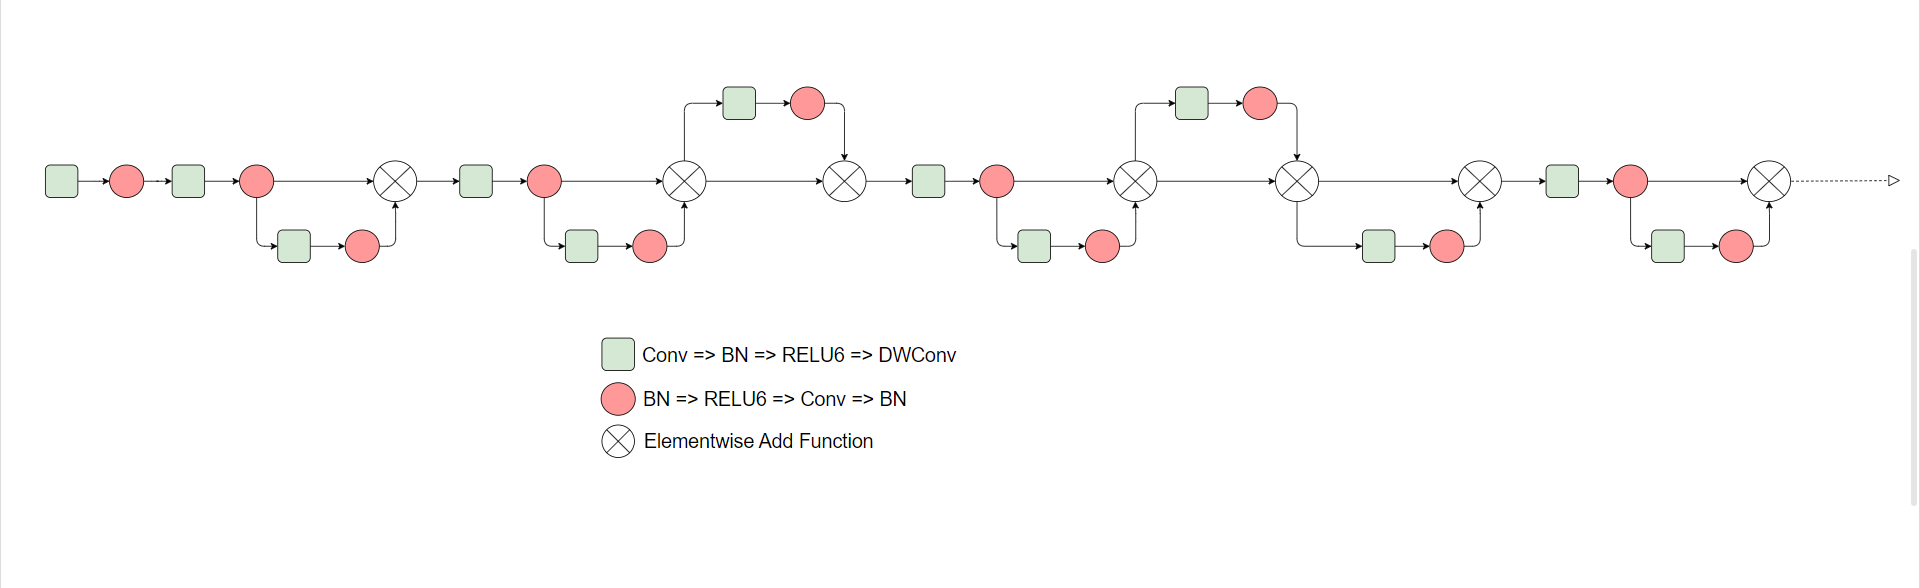 Conv => BN => RELU6 => DWConv
BN => RELU6 => Conv => BN
Elementwise Add Function